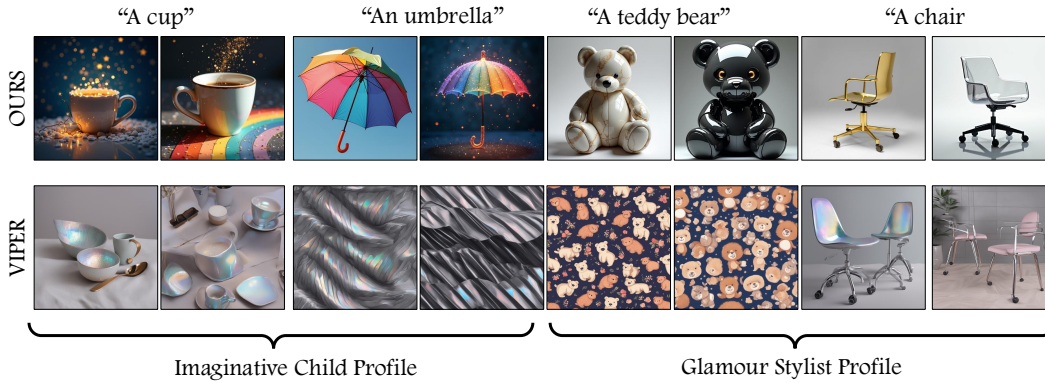 “A cup”
“An umbrella”
“A teddy bear”
“A chair
OURS
VIPER
Imaginative Child Profile
Glamour Stylist Profile